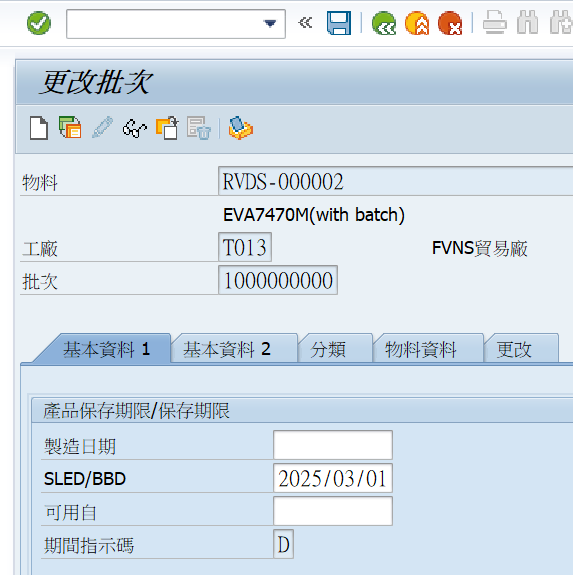 更改批次
物料 RVDS-000002
EVA7470M(with batch)
工廠 T013 FVNS貿易廠
批次 1000000000
基本資料 1 基本資料 2 分類 物料資料 更改
產品保存期限/保存期限
製造日期
SLED/BBD 2025/03/01
可用自
期間指示碼 D